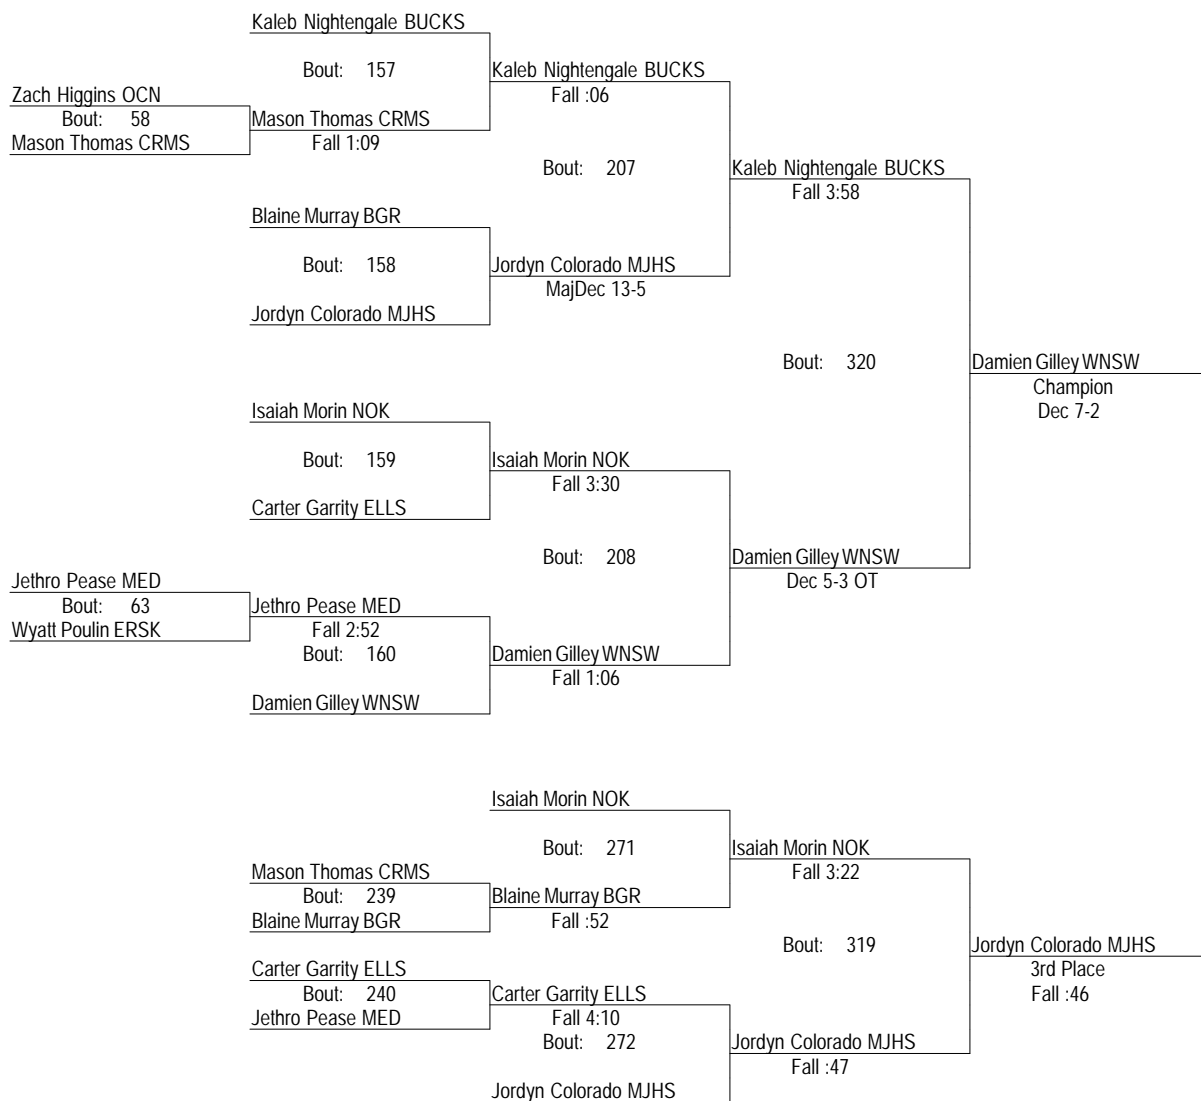 Kaleb Nightengale BUCKS
Bout: 157
Kaleb Nightengale BUCKS
Fall :06
Zach Higgins OCN
Bout: 58
Mason Thomas CRMS
Mason Thomas CRMS
Fall 1:09
Bout: 207
Kaleb Nightengale BUCKS
Fall 3:58
Blaine Murray BGR
Bout: 158
Jordyn Colorado MJHS
MajDec 13-5
Jordyn Colorado MJHS
Bout: 320
Damien Gilley WNSW
Champion
Dec 7-2
Isaiah Morin NOK
Bout: 159
Isaiah Morin NOK
Fall 3:30
Carter Garrity ELLS
Bout: 208
Damien Gilley WNSW
Dec 5-3 OT
Jethro Pease MED
Bout: 63
Wyatt Poulin ERSK
Jethro Pease MED
Fall 2:52
Bout: 160
Damien Gilley WNSW
Fall 1:06
Damien Gilley WNSW
Isaiah Morin NOK
Bout: 271
Isaiah Morin NOK
Fall 3:22
Mason Thomas CRMS
Bout: 239
Blaine Murray BGR
Blaine Murray BGR
Fall :52
Bout: 319
Jordyn Colorado MJHS
3rd Place
Fall :46
Carter Garrity ELLS
Bout: 240
Jethro Pease MED
Carter Garrity ELLS
Fall 4:10
Bout: 272
Jordyn Colorado MJHS
Fall :47
Jordyn Colorado MJHS